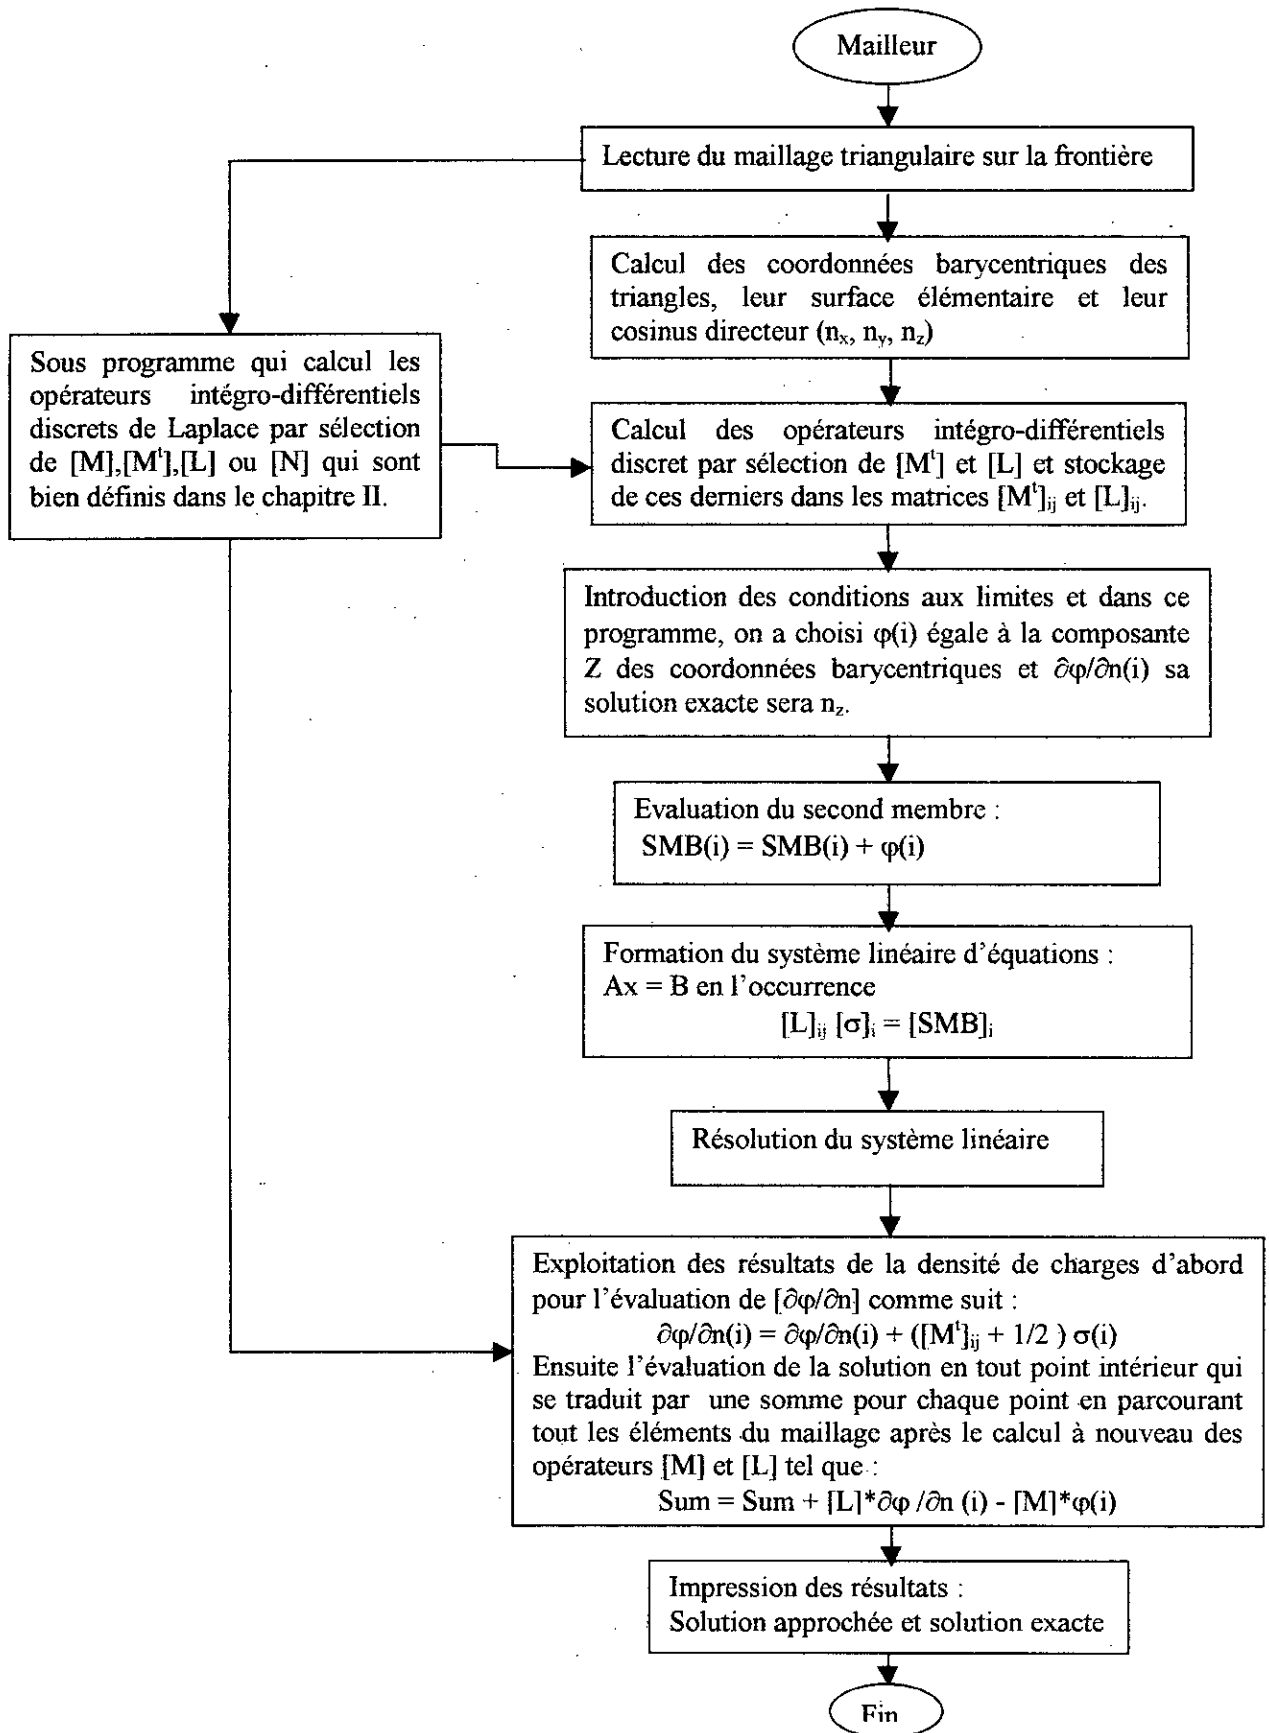 Mailleur
Lecture du maillage triangulaire sur la frontière
Calcul des coordonnées barycentriques des
triangles, leur surface élémentaire et leur
cosinus directeur (nx, ny, nz)
Sous programme qui calcul les
opérateurs intégro-différentiels
discrets de Laplace par sélection
de [M],[Mᵗ],[L] ou [N] qui sont
bien définis dans le chapitre II.
Calcul des opérateurs intégro-différentiels
discret par sélection de [Mᵗ] et [L] et stockage
de ces derniers dans les matrices [Mᵗ]ij et [L]ij.
Introduction des conditions aux limites et dans ce
programme, on a choisi φ(i) égale à la composante
Z des coordonnées barycentriques et ∂φ/∂n(i) sa
solution exacte sera nz.
Evaluation du second membre :
SMB(i) = SMB(i) + φ(i)
Formation du système linéaire d'équations :
Ax = B en l'occurrence
[L]ij [σ]i = [SMB]i
Résolution du système linéaire
Exploitation des résultats de la densité de charges d'abord
pour l'évaluation de [∂φ/∂n] comme suit :
∂φ/∂n(i) = ∂φ/∂n(i) + ([Mᵗ]ij + 1/2 ) σ(i)
Ensuite l'évaluation de la solution en tout point intérieur qui
se traduit par une somme pour chaque point en parcourant
tout les éléments du maillage après le calcul à nouveau des
opérateurs [M] et [L] tel que :
Sum = Sum + [L]*∂φ /∂n (i) - [M]*φ(i)
Impression des résultats :
Solution approchée et solution exacte
Fin